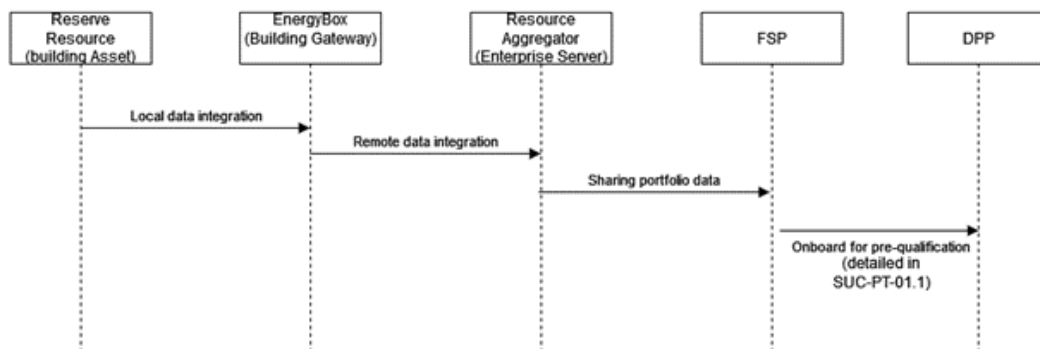 Reserve
Resource
(building Asset)
EnergyBox
(Building Gateway)
Resource
Aggregator
(Enterprise Server)
FSP
DPP
Local data integration
Remote data integration
Sharing portfolio data
Onboard for pre-qualification
(detailed in
SUC-PT-01.1)